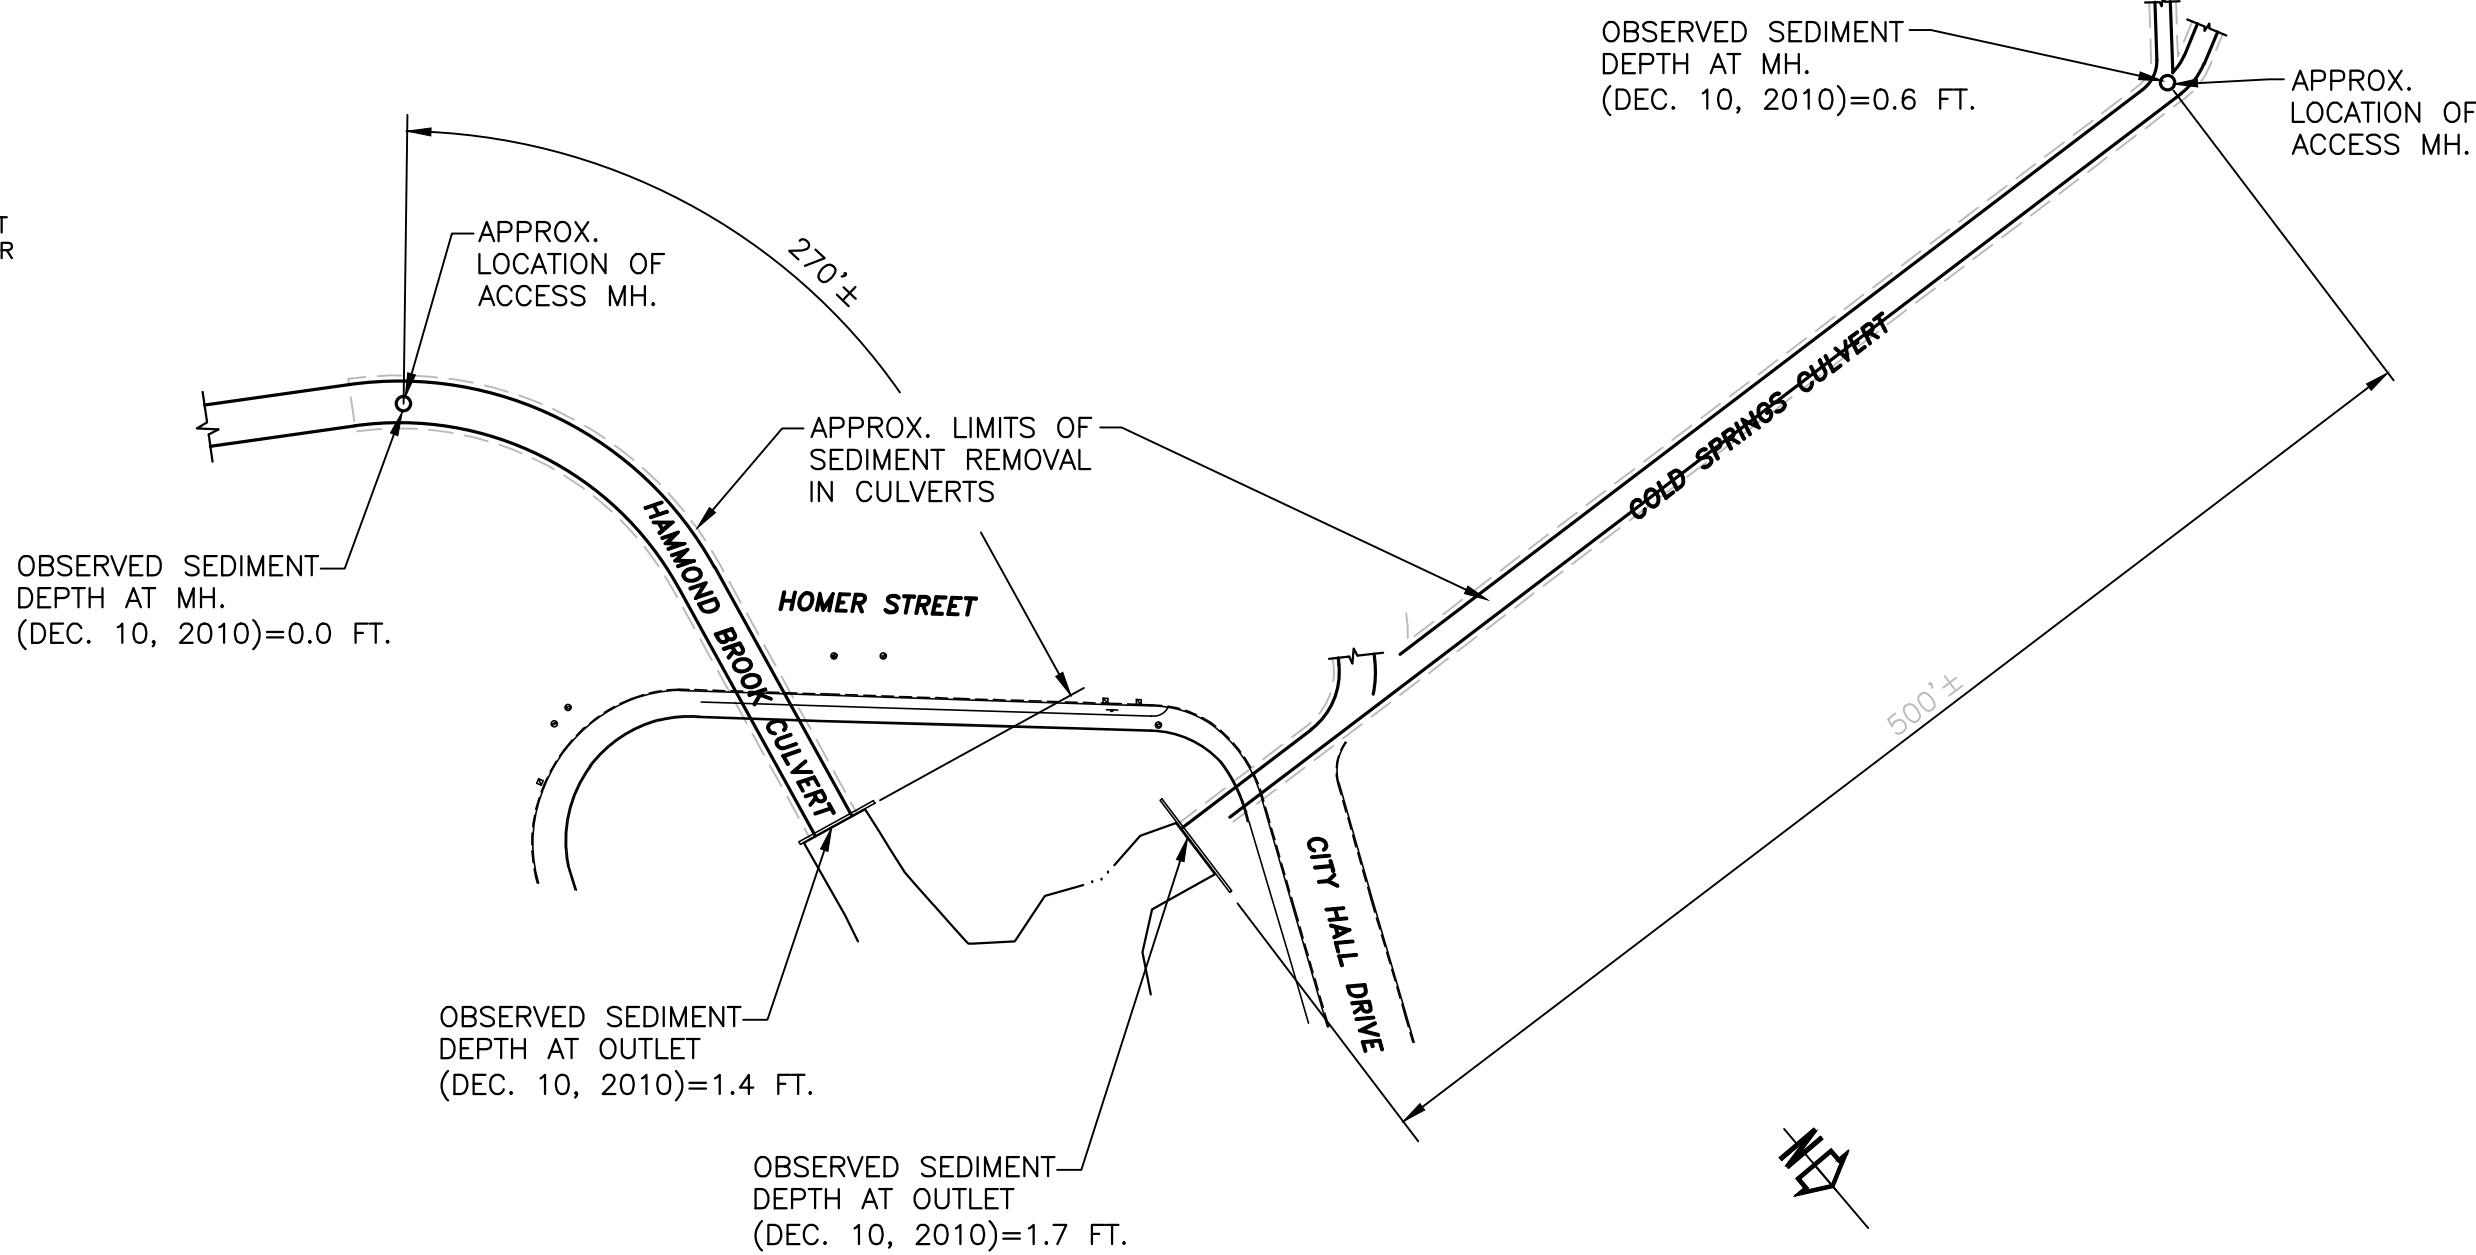 OBSERVED SEDIMENT
DEPTH AT MH.
(DEC. 10, 2010)=0.6 FT.
APPROX.
LOCATION OF
ACCESS MH.
T
R
APPROX.
LOCATION OF
ACCESS MH.
270'±
APPROX. LIMITS OF
SEDIMENT REMOVAL
IN CULVERTS
COLD SPRINGS CULVERT
HAMMOND BROOK CULVERT
OBSERVED SEDIMENT
DEPTH AT MH.
(DEC. 10, 2010)=0.0 FT.
HOMER STREET
500'±
CITY HALL DRIVE
OBSERVED SEDIMENT
DEPTH AT OUTLET
(DEC. 10, 2010)=1.4 FT.
OBSERVED SEDIMENT
DEPTH AT OUTLET
(DEC. 10, 2010)=1.7 FT.
N